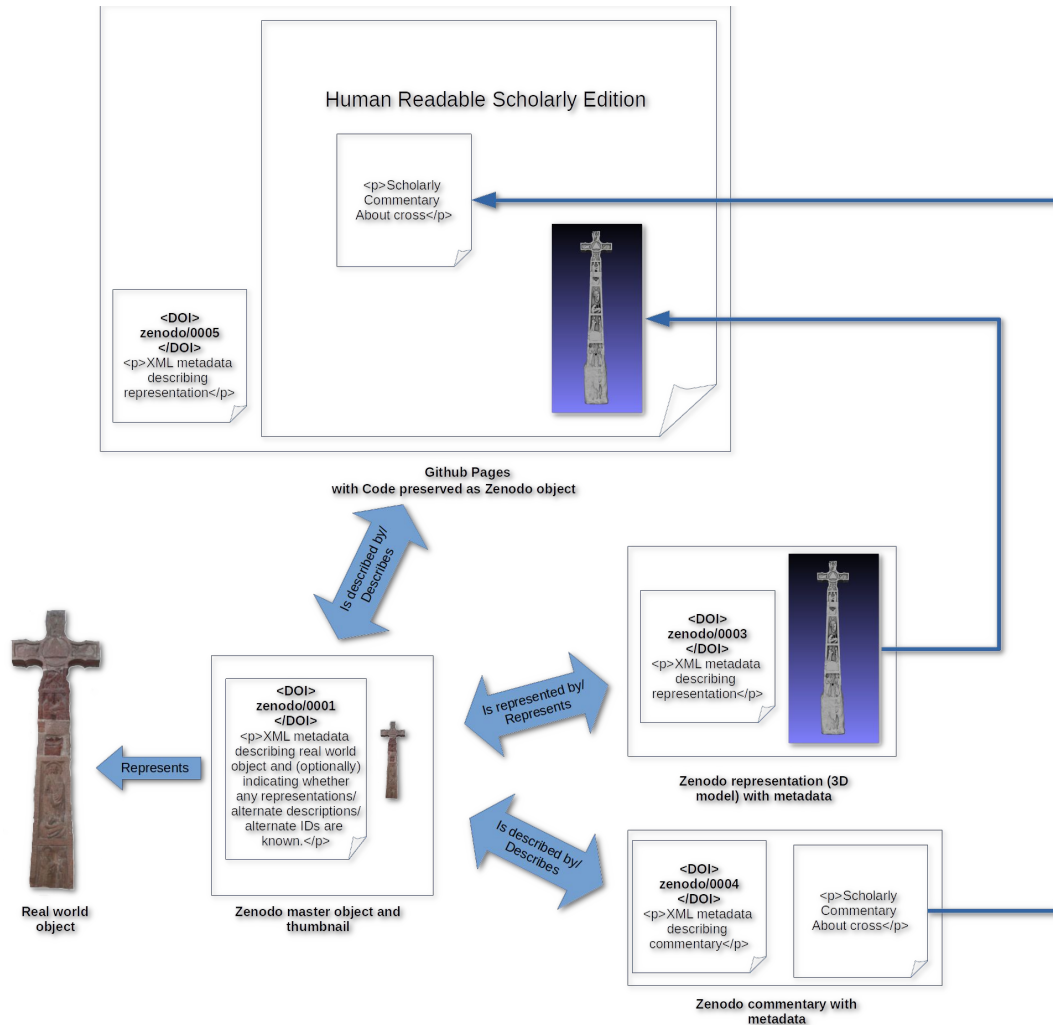 Human Readable Scholarly Edition
<p>Scholarly
Commentary
About cross</p>
<DOI>
zenodo/0005
</DOI>
<p>XML metadata
describing
representation</p>
Github Pages
with Code preserved as Zenodo object
Is described by/
Describes
Real world
object
Represents
<DOI>
zenodo/0001
</DOI>
<p>XML metadata
describing real world
object and (optionally)
indicating whether
any representations/
alternate descriptions/
alternate IDs are
known.</p>
Zenodo master object and
thumbnail
Is represented by/
Represents
<DOI>
zenodo/0003
</DOI>
<p>XML metadata
describing
representation</p>
Zenodo representation (3D
model) with metadata
Is described by/
Describes
<DOI>
zenodo/0004
</DOI>
<p>XML metadata
describing
commentary</p>
<p>Scholarly
Commentary
About cross</p>
Zenodo commentary with
metadata